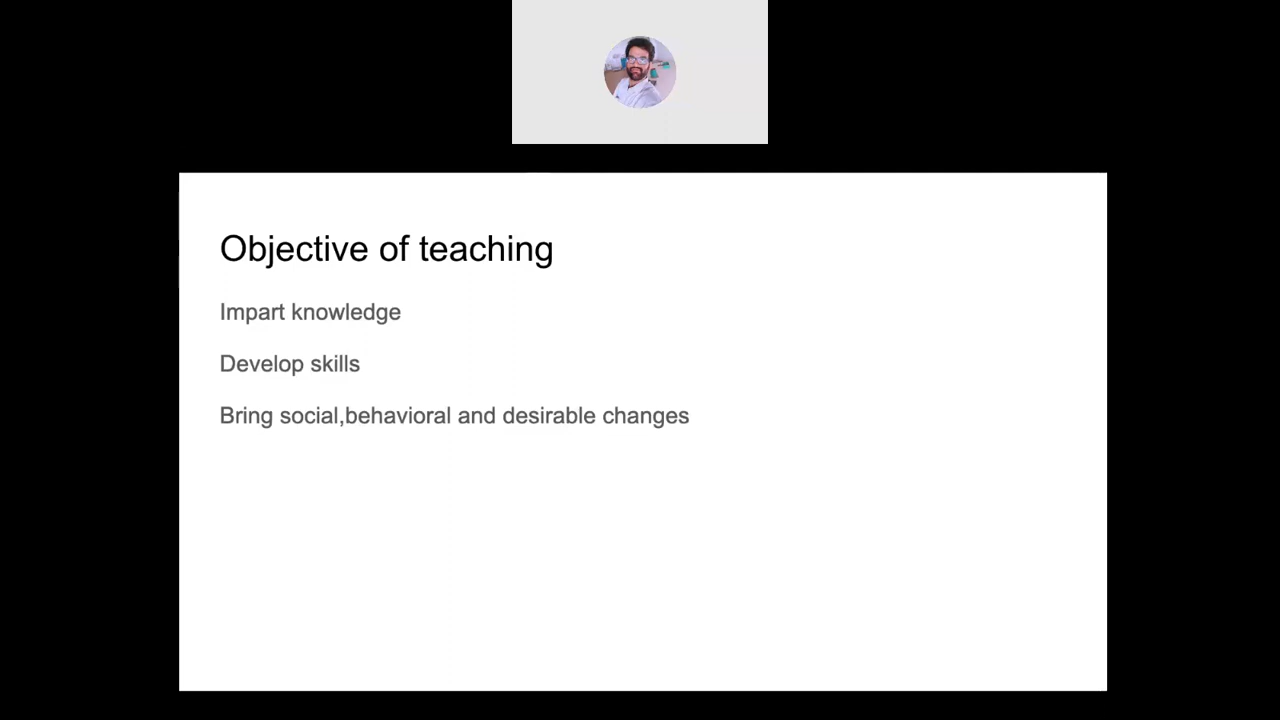 Objective of teaching
Impart knowledge
Develop skills
Bring social,behavioral and desirable changes